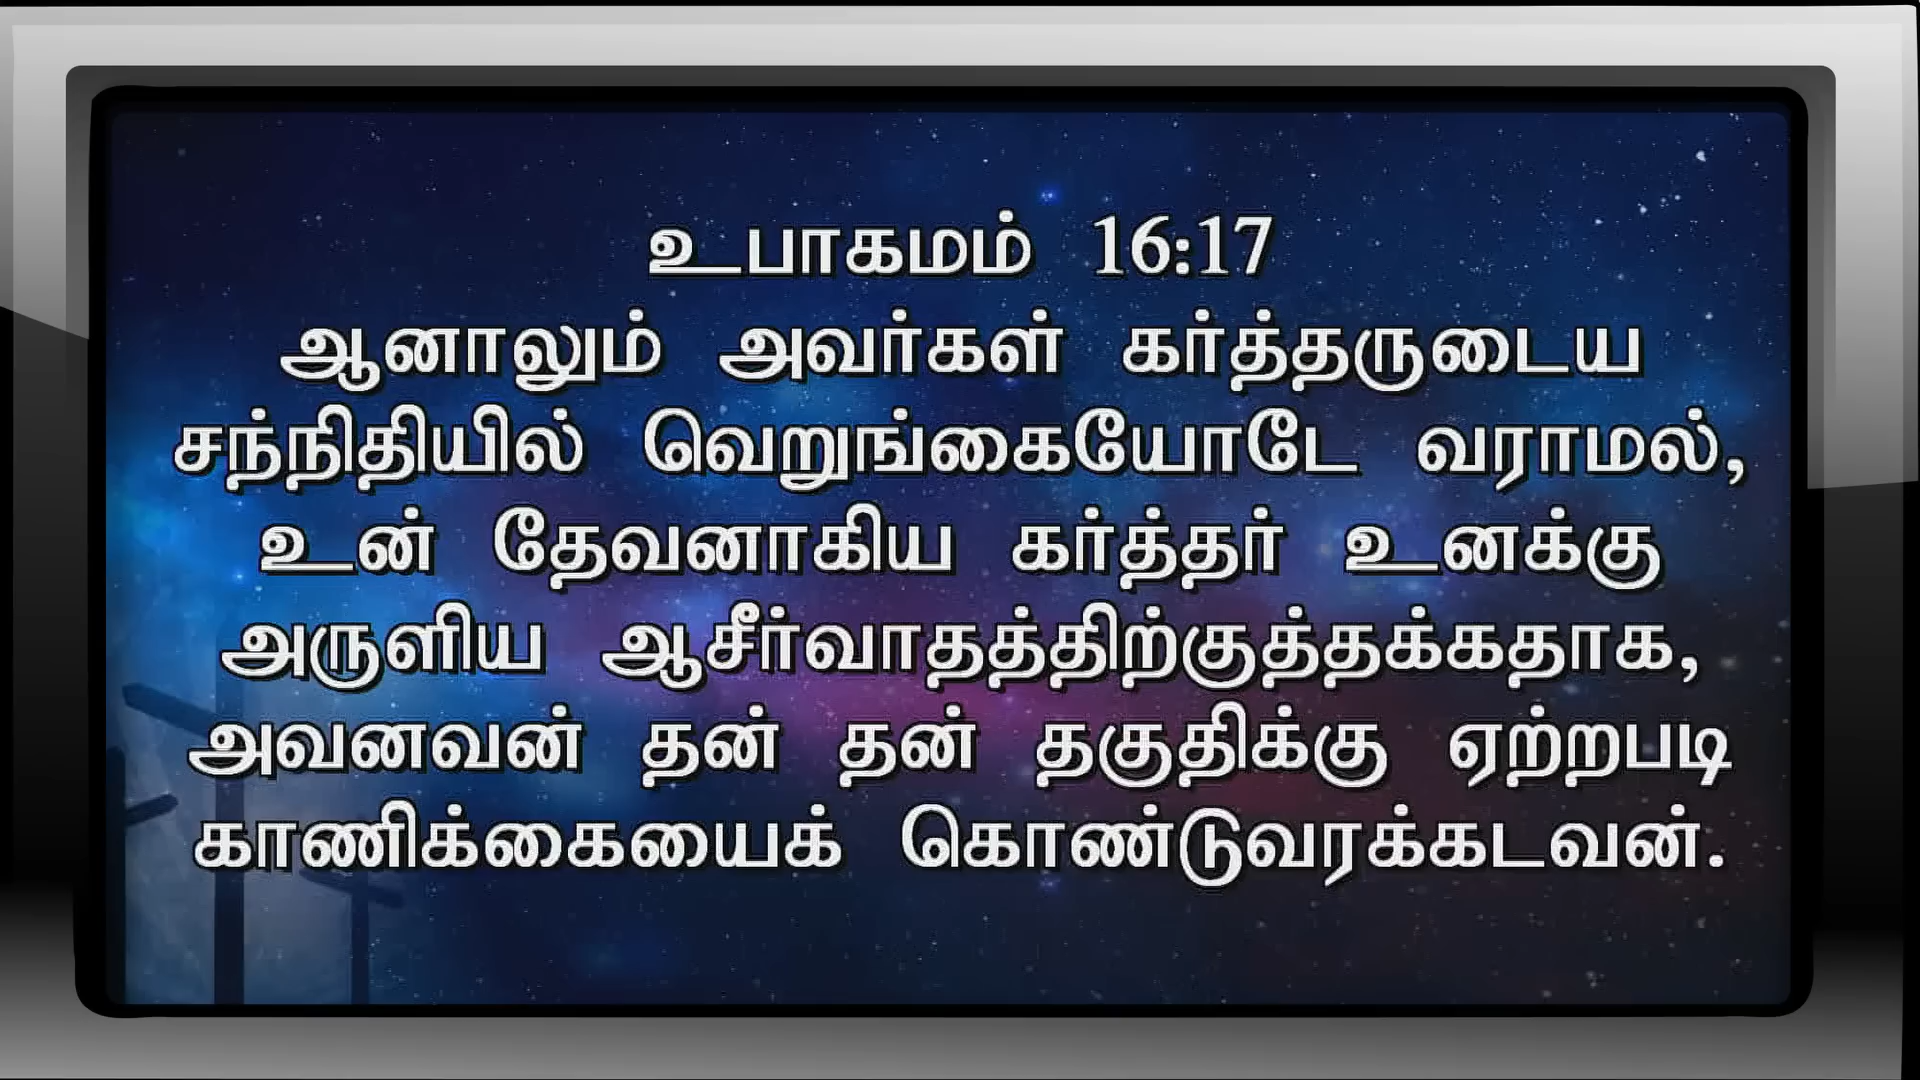 உபாகமம் 16:17
ஆனாலும் அவர்கள் கர்த்தருடைய
சந்நிதியில் வெறுங்கையோடே வராமல்,
உன் தேவனாகிய கர்த்தர் உனக்கு
அருளிய ஆசீர்வாதத்திற்குத்தக்கதாக,
அவனவன் தன் தன் தகுதிக்கு ஏற்றபடி
காணிக்கையைக் கொண்டுவரக்கடவன்.